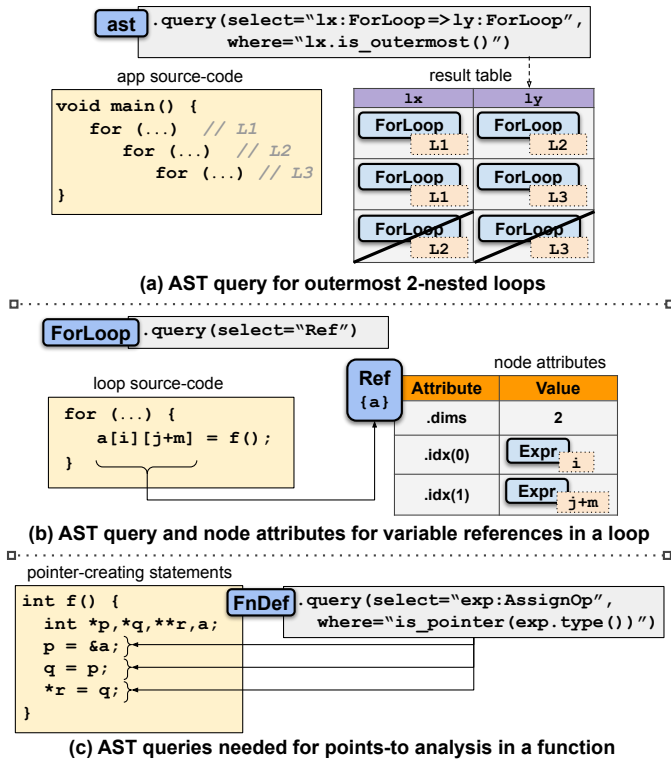 ast .query(select=“lx:ForLoop=>ly:ForLoop”,
where=“lx.is_outermost()”)
app source-code
void main() {
for (…) // L1
for (…) // L2
for (…) // L3
}
result table
lx ly
ForLoop L1 ForLoop L2
ForLoop L1 ForLoop L3
ForLoop L2 ForLoop L3
(a) AST query for outermost 2-nested loops
ForLoop .query(select=“Ref”)
loop source-code
for (…) {
a[i][j+m] = f();
}
Ref
{a}
node attributes
Attribute Value
.dims 2
.idx(0) Expr i
.idx(1) Expr j+m
(b) AST query and node attributes for variable references in a loop
pointer-creating statements
int f() {
int *p,*q,**r,a;
p = &a;
q = p;
*r = q;
}
FnDef .query(select=“exp:AssignOp”,
where=“is_pointer(exp.type())”)
(c) AST queries needed for points-to analysis in a function